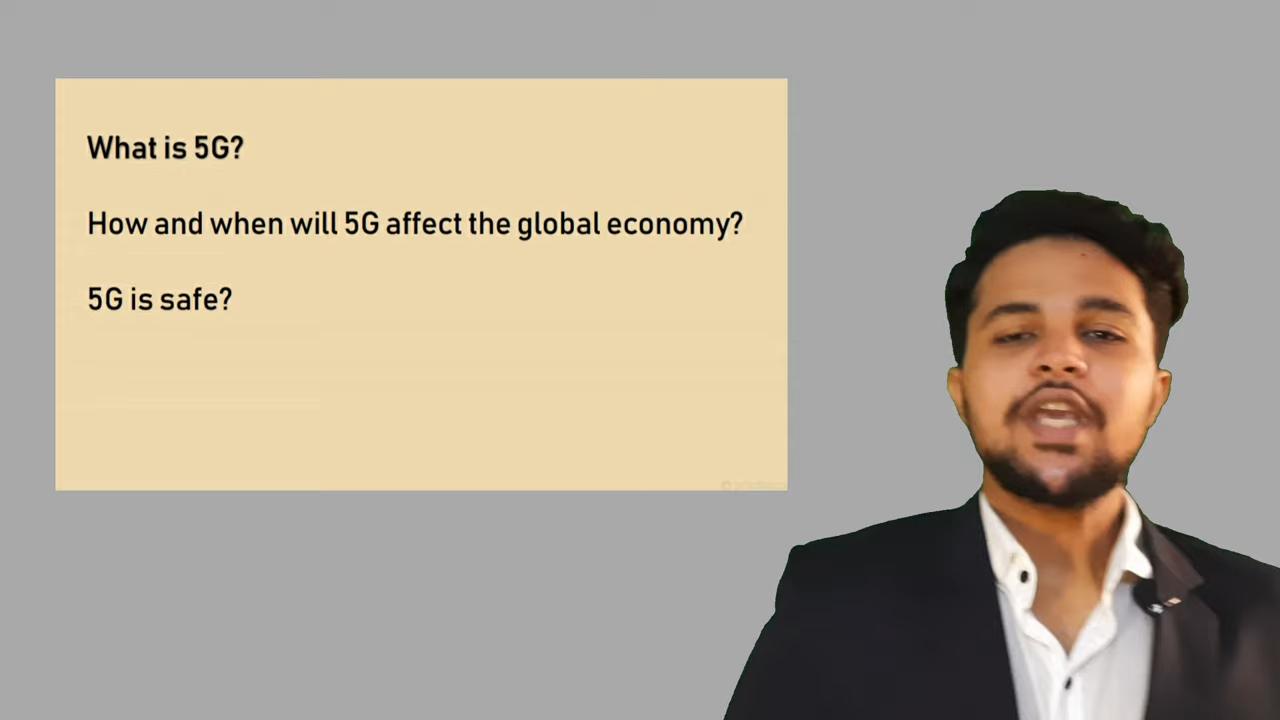 What is 5G?
How and when will 5G affect the global economy?
5G is safe?